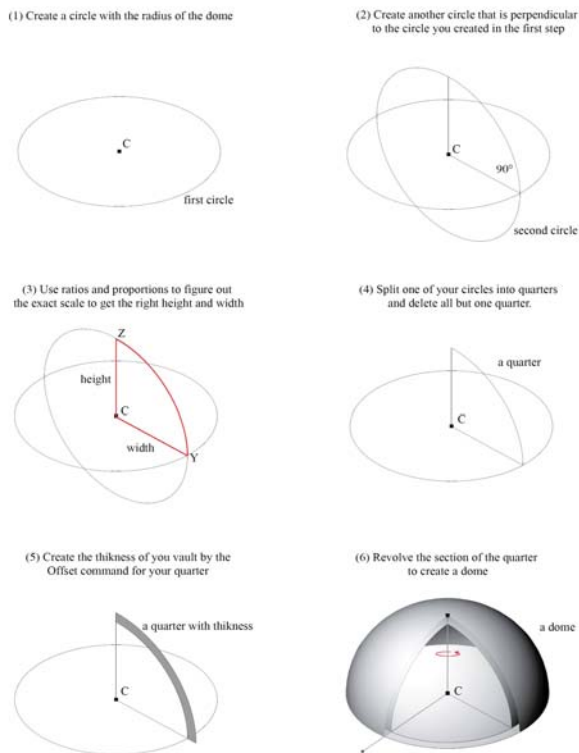 (1) Create a circle with the radius of the dome
C
first circle
(2) Create another circle that is perpendicular
to the circle you created in the first step
C
90°
second circle
(3) Use ratios and proportions to figure out
the exact scale to get the right height and width
Z
height
C
width
Y
(4) Split one of your circles into quarters
and delete all but one quarter.
a quarter
C
(5) Create the thikness of you vault by the
Offset command for your quarter
a quarter with thikness
C
(6) Revolve the section of the quarter
to create a dome
a dome
C